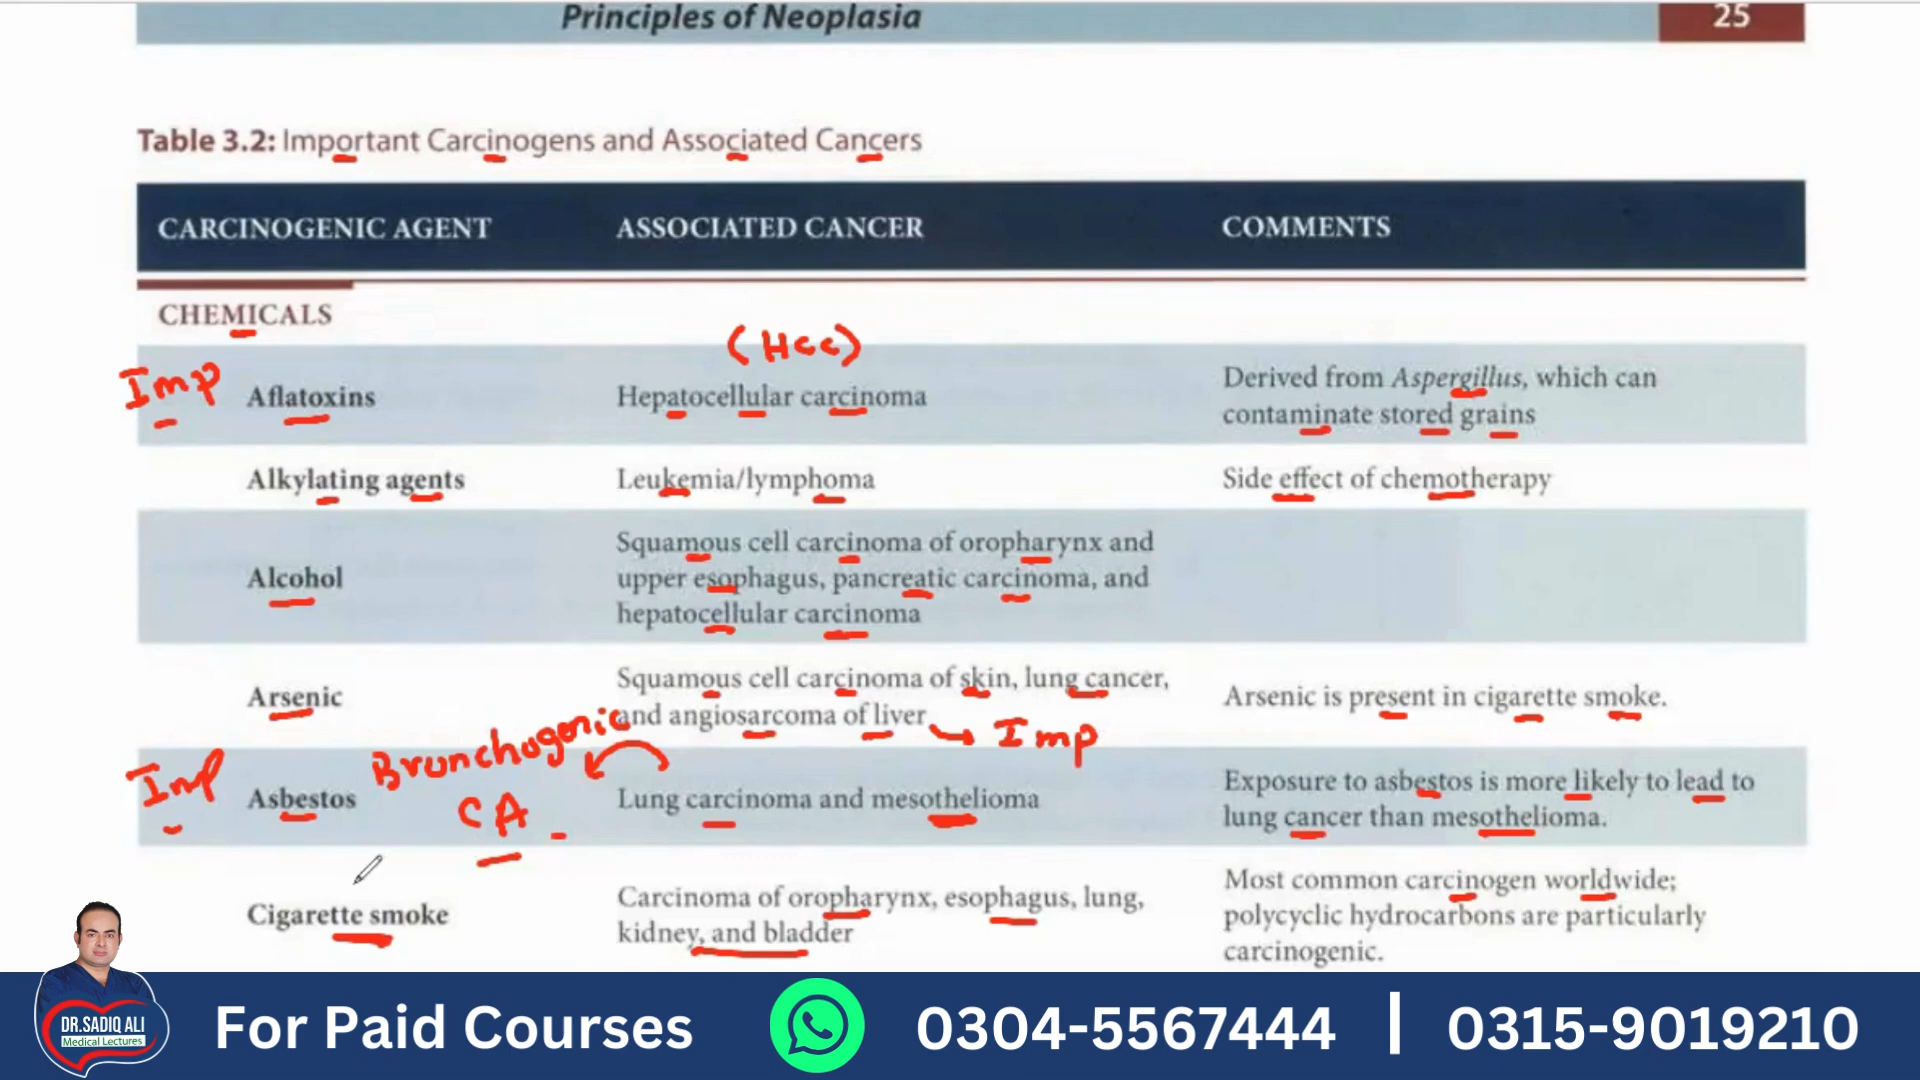 Principles of Neoplasia
25
Table 3.2: Important Carcinogens and Associated Cancers
CARCINOGENIC AGENT
ASSOCIATED CANCER
COMMENTS
CHEMICALS
(HCC)
Imp
Aflatoxins
Hepatocellular carcinoma
Derived from Aspergillus, which can
contaminate stored grains
Alkylating agents
Leukemia/lymphoma
Side effect of chemotherapy
Alcohol
Squamous cell carcinoma of oropharynx and
upper esophagus, pancreatic carcinoma, and
hepatocellular carcinoma
Arsenic
Squamous cell carcinoma of skin, lung cancer,
and angiosarcoma of liver
Imp
Arsenic is present in cigarette smoke.
Imp
Asbestos
Brunchogenic
CA
Lung carcinoma and mesothelioma
Exposure to asbestos is more likely to lead to
lung cancer than mesothelioma.
Cigarette smoke
Carcinoma of oropharynx, esophagus, lung,
kidney, and bladder
Most common carcinogen worldwide;
polycyclic hydrocarbons are particularly
carcinogenic.
DR.SADIQ ALI
Medical Lectures
For Paid Courses
0304-5567444 | 0315-9019210